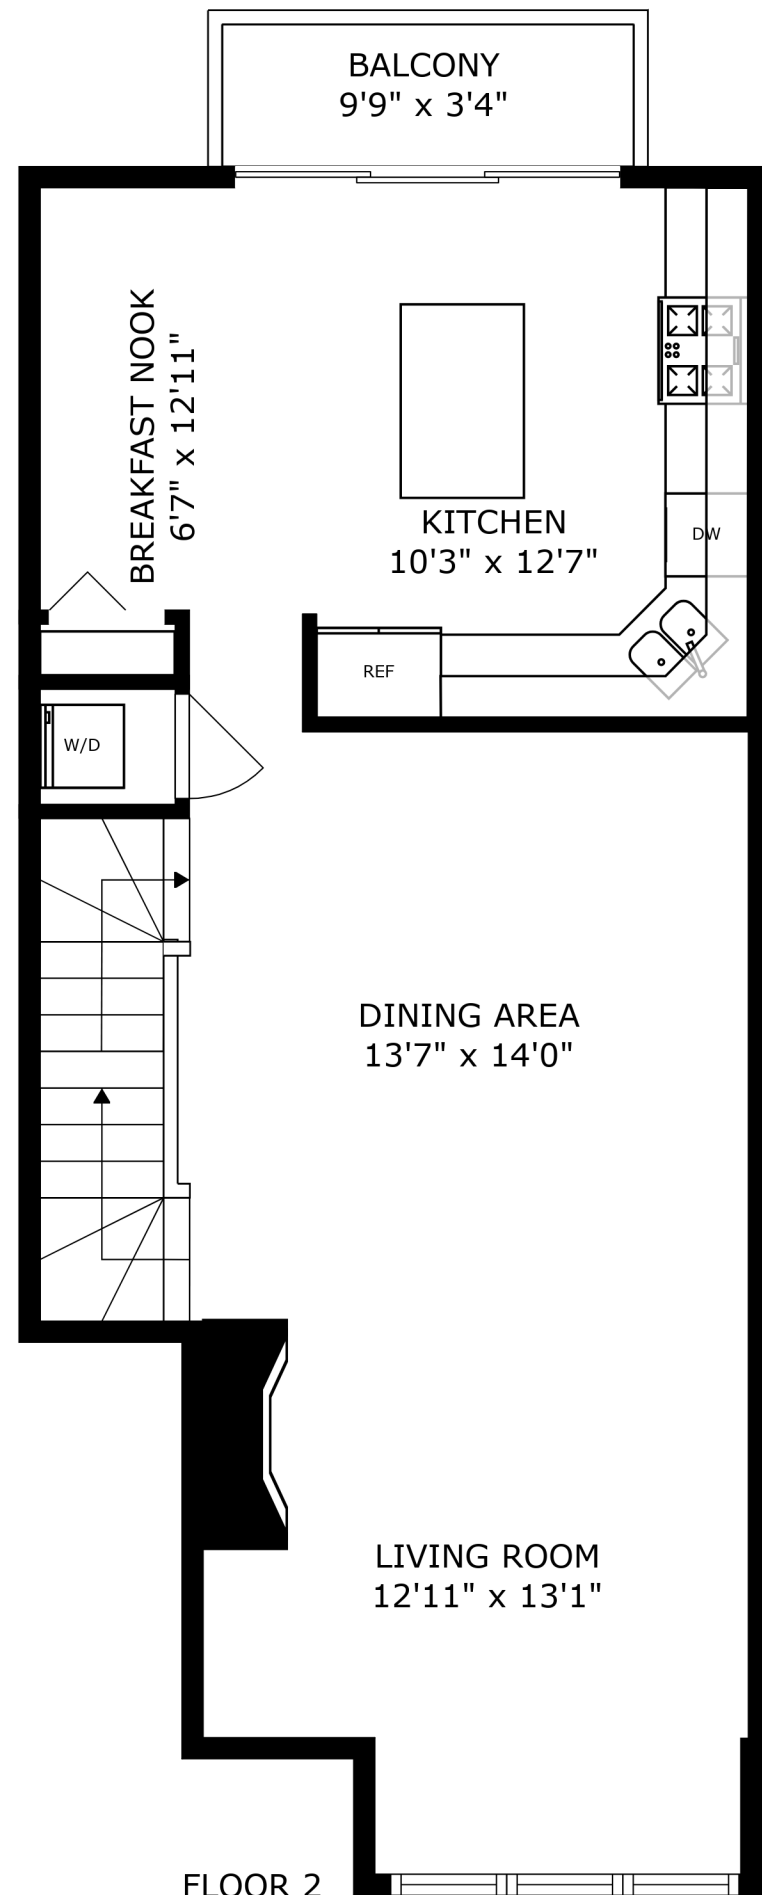 BALCONY
9'9" x 3'4"
BREAKFAST NOOK
6'7" x 12'11"
KITCHEN
10'3" x 12'7"
DW
REF
W/D
DINING AREA
13'7" x 14'0"
LIVING ROOM
12'11" x 13'1"
FLOOR 2